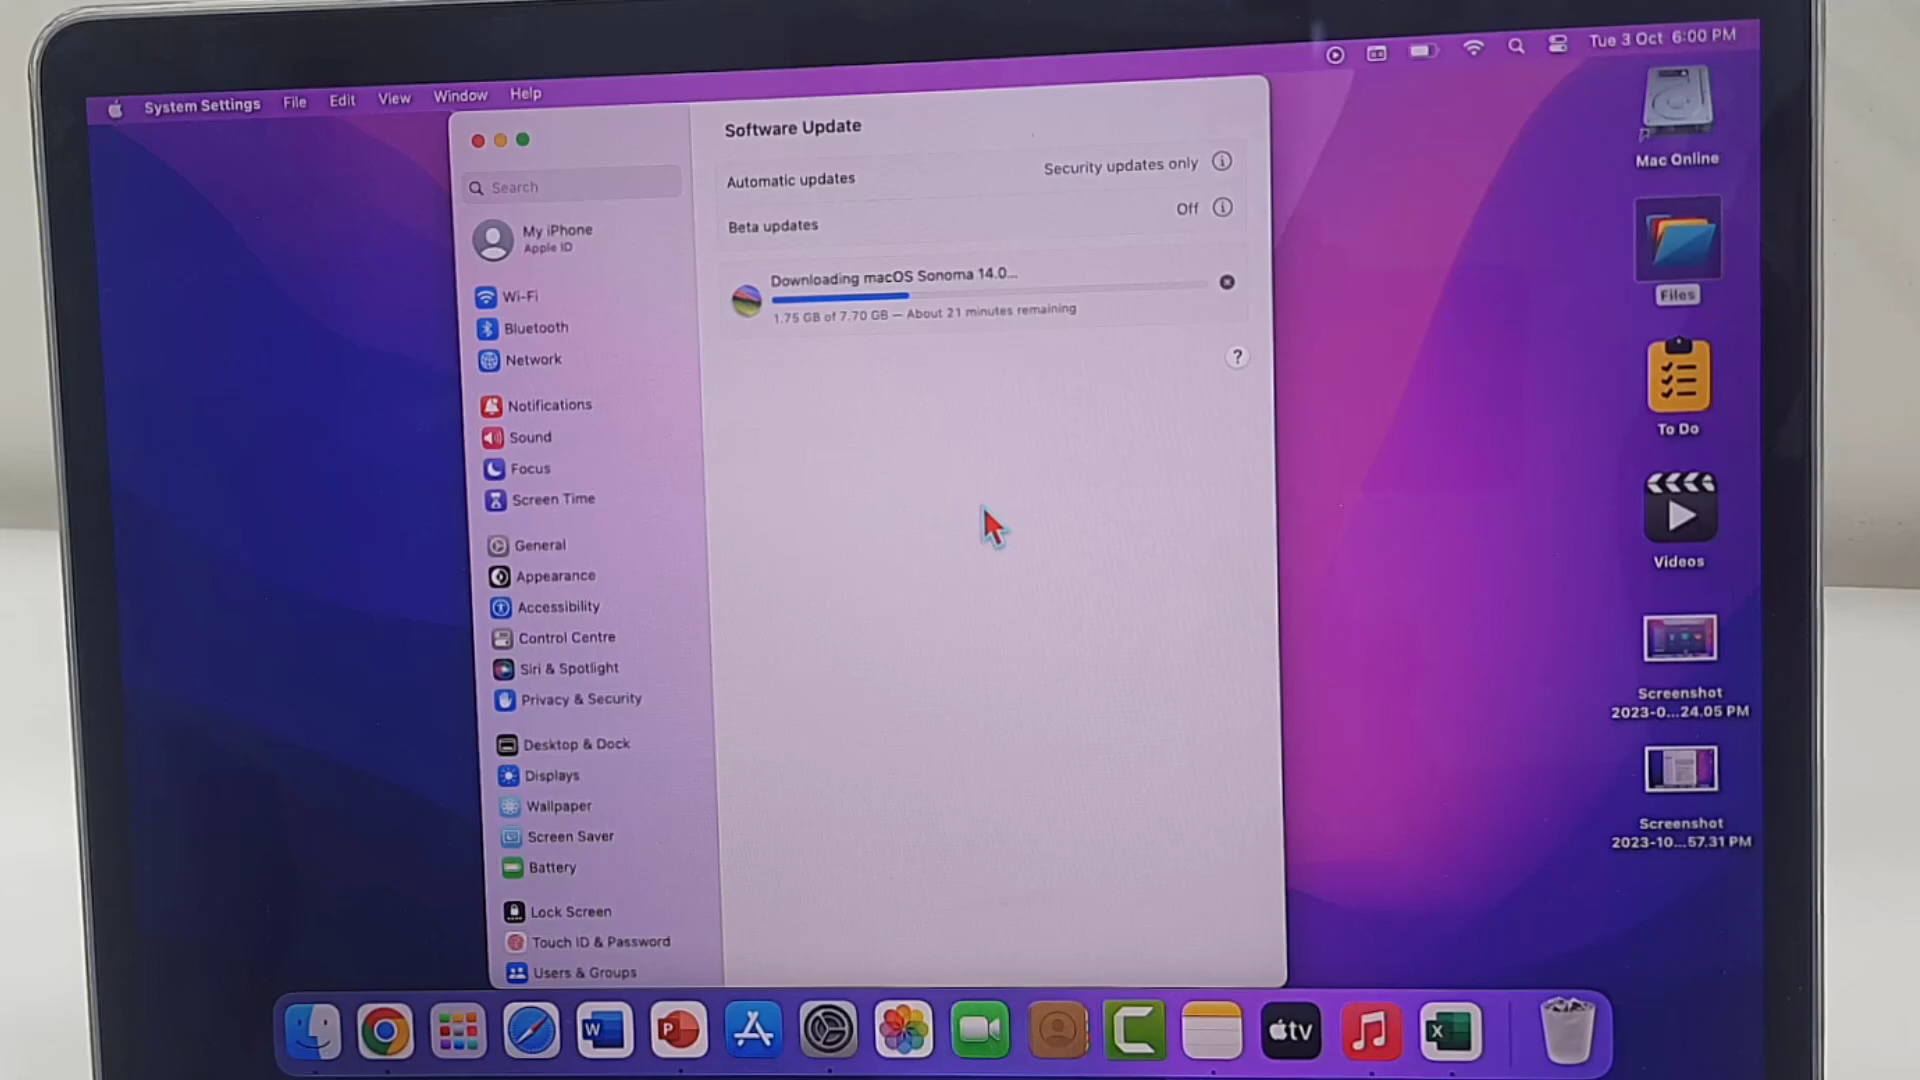 System Settings File Edit View Window Help
Tue 3 Oct 6:00 PM
Search
My iPhone
Apple ID
Wi-Fi
Bluetooth
Network
Notifications
Sound
Focus
Screen Time
General
Appearance
Accessibility
Control Centre
Siri & Spotlight
Privacy & Security
Desktop & Dock
Displays
Wallpaper
Screen Saver
Battery
Lock Screen
Touch ID & Password
Users & Groups
Software Update
Automatic updates Security updates only
Beta updates Off
Downloading macOS Sonoma 14.0...
1.75 GB of 7.70 GB — About 21 minutes remaining
?
Mac Online
Files
To Do
Videos
Screenshot
2023-0...24.05 PM
Screenshot
2023-10...57.31 PM
W
P
tv
X